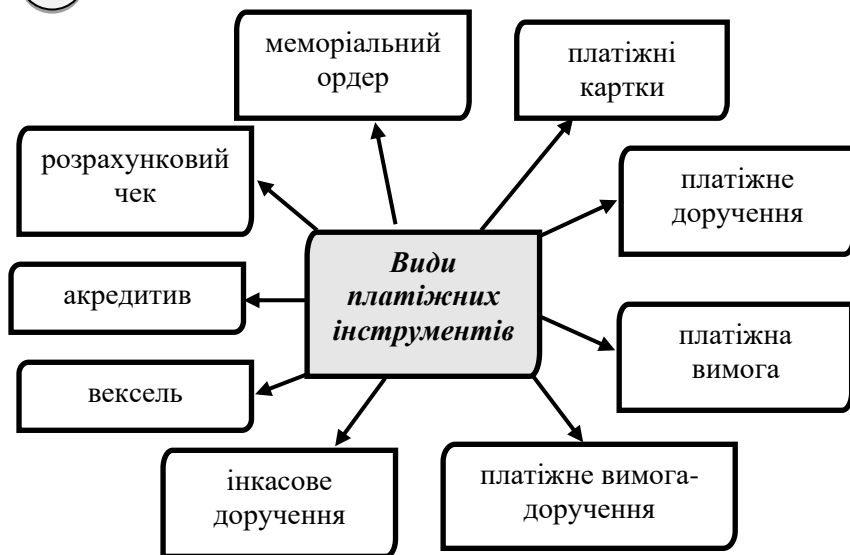 меморіальний
ордер
платіжні
картки
розрахунковий
чек
платіжне
доручення
Види
платіжних
інструментів
акредитив
платіжна
вимога
вексель
інкасове
доручення
платіжне вимога-
доручення